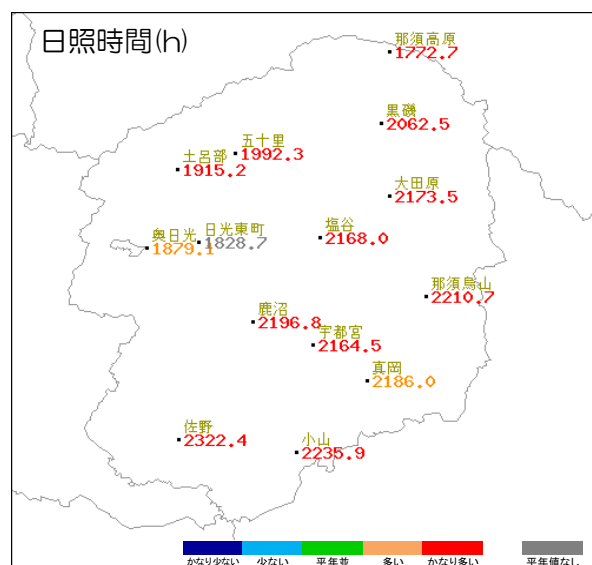 日照時間(h)
那須高原
1772.7
黒磯
2062.5
五十里
1992.3
土呂部
1915.2
大田原
2173.5
塩谷
2168.0
日光東町
1828.7
奥日光
1879.1
那須烏山
2210.7
鹿沼
2196.8
宇都宮
2164.5
真岡
2186.0
佐野
2322.4
小山
2235.9
かなり少ない 少ない 平年並 多い かなり多い 平年値なし